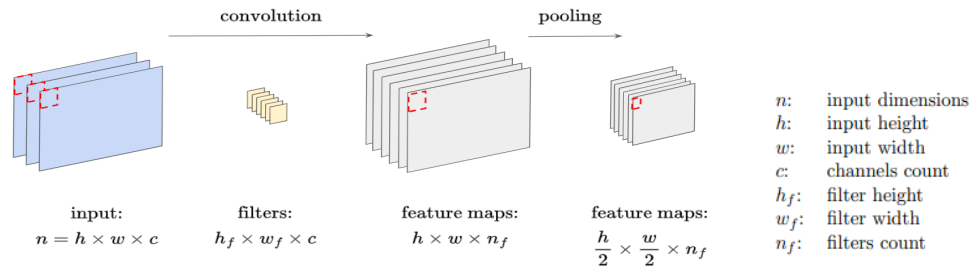 convolution
pooling
input:
n = h × w × c
filters:
h_f × w_f × c
feature maps:
h × w × n_f
feature maps:
h/2 × w/2 × n_f
n: input dimensions
h: input height
w: input width
c: channels count
h_f: filter height
w_f: filter width
n_f: filters count